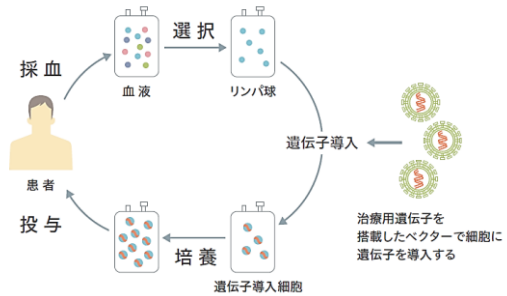 選択
採血
血液
リンパ球
遺伝子導入
患者
投与
培養
遺伝子導入細胞
治療用遺伝子を
搭載したベクターで細胞に
遺伝子を導入する